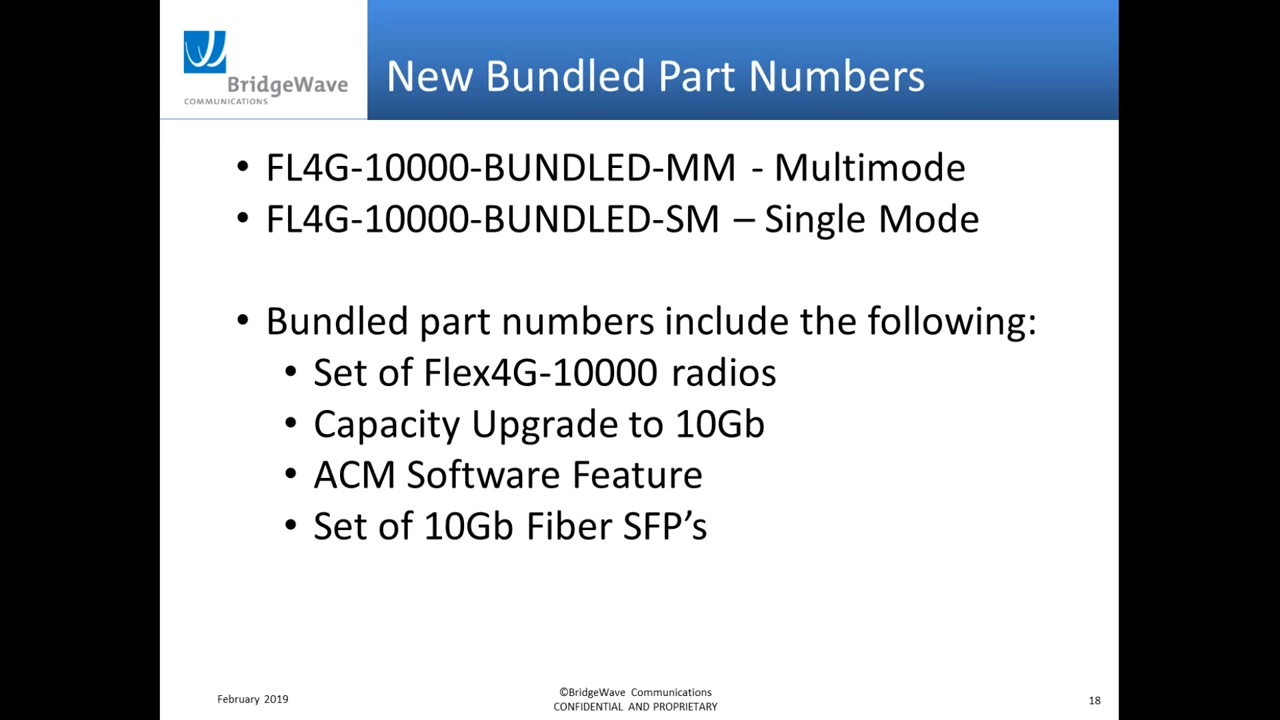 BridgeWave
COMMUNICATIONS
New Bundled Part Numbers
• FL4G-10000-BUNDLED-MM - Multimode
• FL4G-10000-BUNDLED-SM – Single Mode
• Bundled part numbers include the following:
• Set of Flex4G-10000 radios
• Capacity Upgrade to 10Gb
• ACM Software Feature
• Set of 10Gb Fiber SFP’s
February 2019
©BridgeWave Communications
CONFIDENTIAL AND PROPRIETARY
18